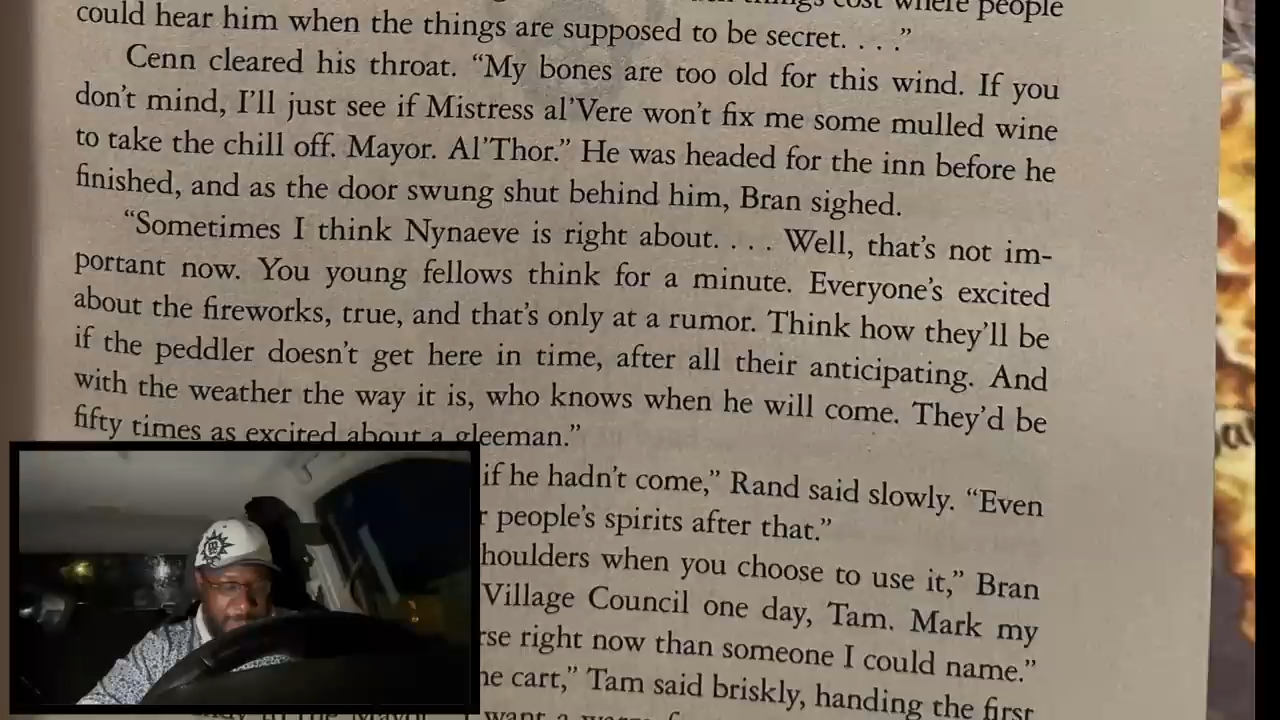 things cost where people
could hear him when the things are supposed to be secret. . . .”
Cenn cleared his throat. “My bones are too old for this wind. If you
don’t mind, I’ll just see if Mistress al’Vere won’t fix me some mulled wine
to take the chill off. Mayor. Al’Thor.” He was headed for the inn before he
finished, and as the door swung shut behind him, Bran sighed.
“Sometimes I think Nynaeve is right about. . . . Well, that’s not im-
portant now. You young fellows think for a minute. Everyone’s excited
about the fireworks, true, and that’s only at a rumor. Think how they’ll be
if the peddler doesn’t get here in time, after all their anticipating. And
with the weather the way it is, who knows when he will come. They’d be
fifty times as excited about a gleeman.”
if he hadn’t come,” Rand said slowly. “Even
people’s spirits after that.”
houlders when you choose to use it,” Bran
Village Council one day, Tam. Mark my
rse right now than someone I could name.”
he cart,” Tam said briskly, handing the first
want a